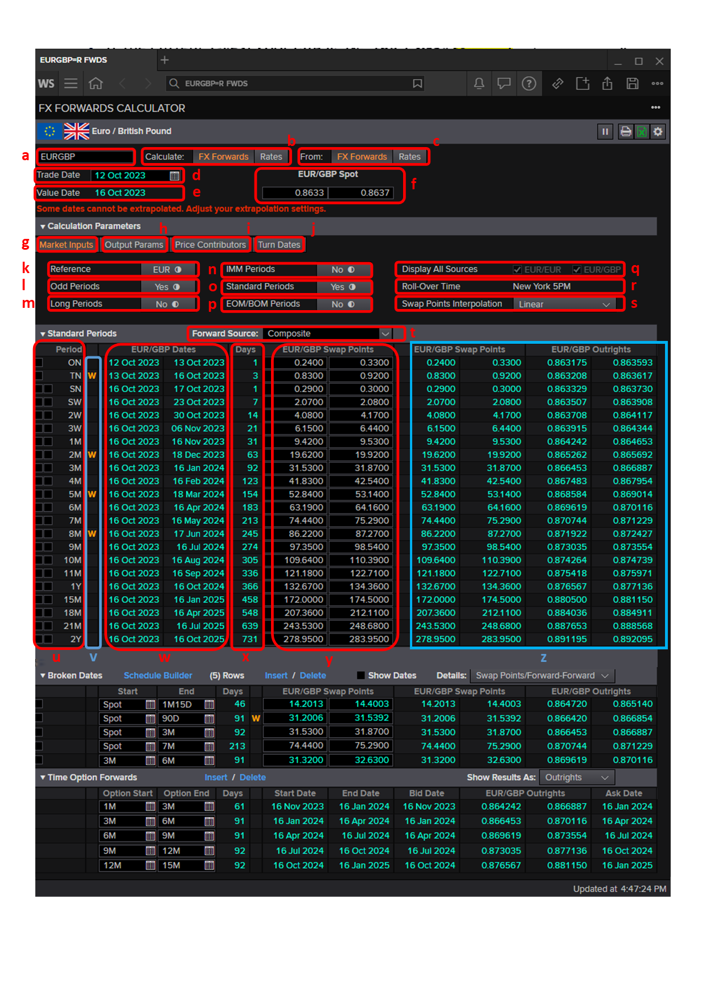 EURGBP=R FWDS
WS EURGBP=R FWDS
FX FORWARDS CALCULATOR
Euro / British Pound
b c
a EURGBP Calculate: FX Forwards Rates From: FX Forwards Rates
Trade Date 12 Oct 2023 d EUR/GBP Spot f
Value Date 16 Oct 2023 e 0.8633 0.8637
Some dates cannot be extrapolated. Adjust your extrapolation settings.
Calculation Parameters h i j
g Market Inputs Output Params Price Contributors Turn Dates
k Reference EUR n IMM Periods No Display All Sources EUR/EUR EUR/GBP q
l Odd Periods Yes o Standard Periods Yes Roll-Over Time New York 5PM r
m Long Periods No p EOM/BOM Periods No Swap Points Interpolation Linear s
Standard Periods Forward Source: Composite t
Period EUR/GBP Dates Days EUR/GBP Swap Points EUR/GBP Swap Points EUR/GBP Outrights
ON 12 Oct 2023 13 Oct 2023 1 0.2400 0.3300 0.2400 0.3300 0.863175 0.863593
TN W 13 Oct 2023 16 Oct 2023 3 0.8300 0.9200 0.8300 0.9200 0.863208 0.863617
SN 16 Oct 2023 17 Oct 2023 1 0.2900 0.3000 0.2900 0.3000 0.863329 0.863730
SW 16 Oct 2023 23 Oct 2023 7 2.0700 2.0800 2.0700 2.0800 0.863507 0.863908
2W 16 Oct 2023 30 Oct 2023 14 4.0800 4.1700 4.0800 4.1700 0.863708 0.864117
3W 16 Oct 2023 06 Nov 2023 21 6.1500 6.4400 6.1500 6.4400 0.863915 0.864344
1M 16 Oct 2023 16 Nov 2023 31 9.4200 9.5300 9.4200 9.5300 0.864242 0.864653
2M W 16 Oct 2023 18 Dec 2023 63 19.6200 19.9200 19.6200 19.9200 0.865262 0.865692
3M 16 Oct 2023 16 Jan 2024 92 31.5300 31.8700 31.5300 31.8700 0.866453 0.866887
4M 16 Oct 2023 16 Feb 2024 123 41.8300 42.5400 41.8300 42.5400 0.867483 0.867954
5M W 16 Oct 2023 18 Mar 2024 154 52.8400 53.1400 52.8400 53.1400 0.868584 0.869014
6M 16 Oct 2023 16 Apr 2024 183 63.1900 64.1600 63.1900 64.1600 0.869619 0.870116
7M 16 Oct 2023 16 May 2024 213 74.4400 75.2900 74.4400 75.2900 0.870744 0.871229
8M W 16 Oct 2023 17 Jun 2024 245 86.2200 87.2700 86.2200 87.2700 0.871922 0.872427
9M 16 Oct 2023 16 Jul 2024 274 97.3500 98.5400 97.3500 98.5400 0.873035 0.873554
10M 16 Oct 2023 16 Aug 2024 305 109.6400 110.3900 109.6400 110.3900 0.874264 0.874739
11M 16 Oct 2023 16 Sep 2024 336 121.1800 122.7100 121.1800 122.7100 0.875418 0.875971
1Y 16 Oct 2023 16 Oct 2024 366 132.6700 134.3600 132.6700 134.3600 0.876567 0.877136
15M 16 Oct 2023 16 Jan 2025 458 172.0000 174.5000 172.0000 174.5000 0.880500 0.881150
18M 16 Oct 2023 16 Apr 2025 548 207.3600 212.1100 207.3600 212.1100 0.884036 0.884911
21M 16 Oct 2023 16 Jul 2025 639 243.5300 248.6800 243.5300 248.6800 0.887653 0.888568
2Y 16 Oct 2023 16 Oct 2025 731 278.9500 283.9500 278.9500 283.9500 0.891195 0.892095
u v w x y z
Broken Dates Schedule Builder (5) Rows Insert / Delete Show Dates Details: Swap Points/Forward-Forward
Start End Days EUR/GBP Swap Points EUR/GBP Swap Points EUR/GBP Outrights
Spot 1M15D 46 14.2013 14.4003 14.2013 14.4003 0.864720 0.865140
Spot 90D 91 W 31.2006 31.5392 31.2006 31.5392 0.866420 0.866854
Spot 3M 92 31.5300 31.8700 31.5300 31.8700 0.866453 0.866887
Spot 7M 213 74.4400 75.2900 74.4400 75.2900 0.870744 0.871229
3M 6M 91 31.3200 32.6300 31.3200 32.6300 0.869619 0.870116
Time Option Forwards Insert / Delete Show Results As: Outrights
Option Start Option End Days Start Date End Date Bid Date EUR/GBP Outrights Ask Date
1M 3M 61 16 Nov 2023 16 Jan 2024 16 Nov 2023 0.864242 0.866887 16 Jan 2024
3M 6M 91 16 Jan 2024 16 Apr 2024 16 Jan 2024 0.866453 0.870116 16 Apr 2024
6M 9M 91 16 Apr 2024 16 Jul 2024 16 Apr 2024 0.869619 0.873554 16 Jul 2024
9M 12M 92 16 Jul 2024 16 Oct 2024 16 Jul 2024 0.873035 0.877136 16 Oct 2024
12M 15M 92 16 Oct 2024 16 Jan 2025 16 Oct 2024 0.876567 0.881150 16 Jan 2025
Updated at 4:47:24 PM